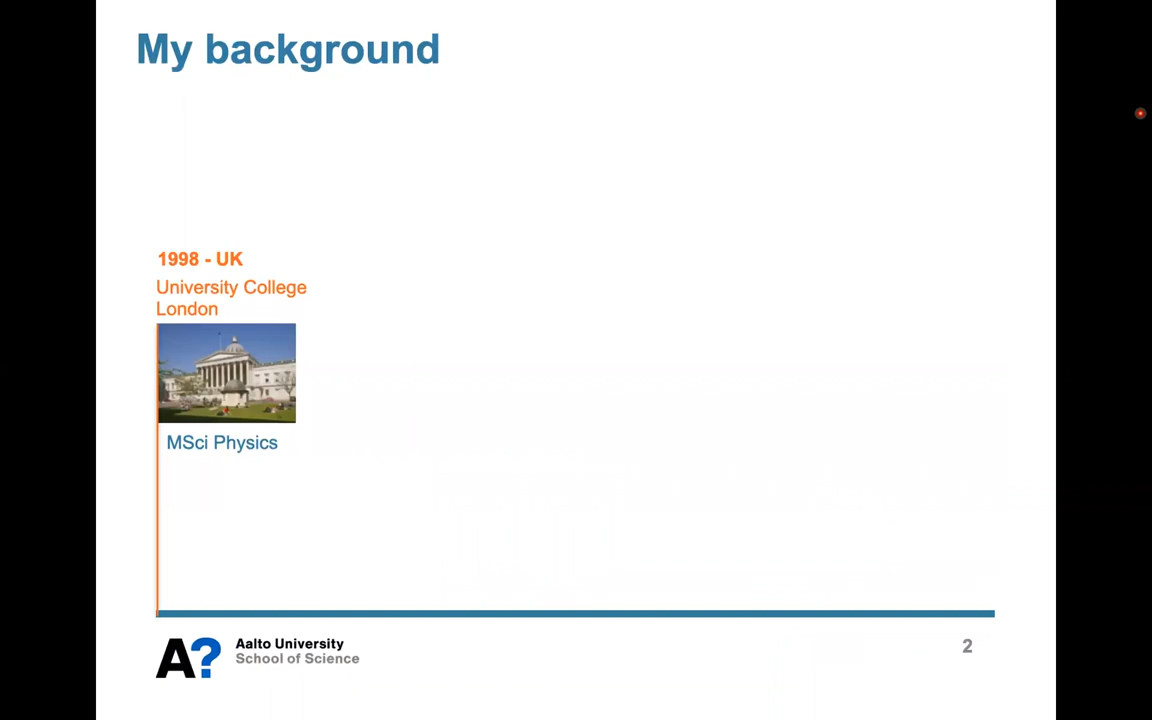 My background
1998 - UK
University College
London
MSci Physics
A?
Aalto University
School of Science
2